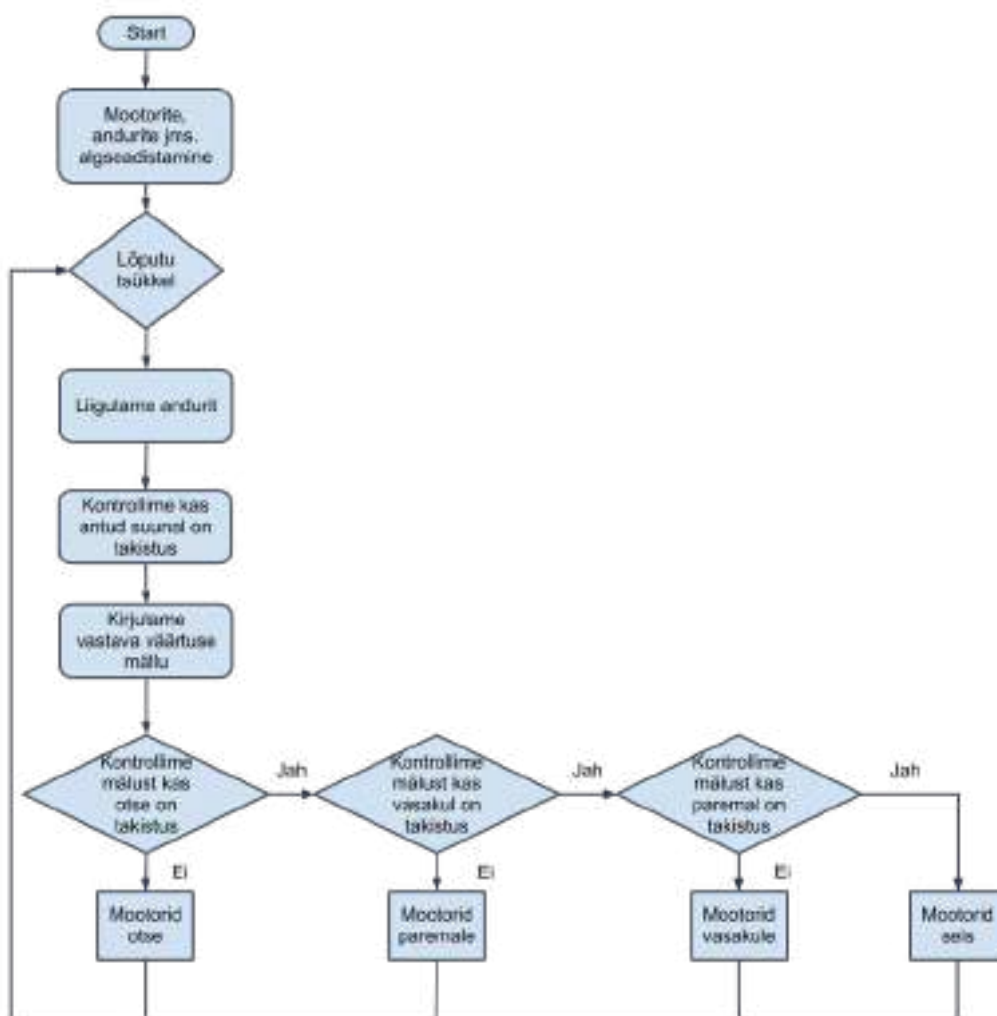 Start
Mootorite,
andurite jms.
algseadistamine
Lõputu
tsükkel
Liigutame andurit
Kontrollime kas
antud suunal on
takistus
Kirjutame
vastava väärtuse
mällu
Kontrollime
mälust kas
otse on
takistus
Jah
Kontrollime
mälust kas
vasakul on
takistus
Jah
Kontrollime
mälust kas
paremal on
takistus
Jah
Ei
Ei
Ei
Mootorid
otse
Mootorid
paremale
Mootorid
vasakule
Mootorid
seis